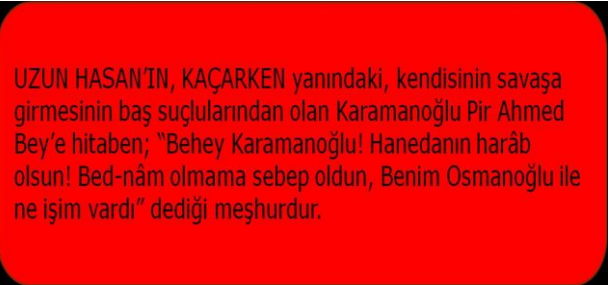 UZUN HASAN’IN, KAÇARKEN yanındaki, kendisinin savaşa
girmesinin baş suçlularından olan Karamanoğlu Pir Ahmed
Bey’e hitaben; “Behey Karamanoğlu! Hanedanın harâb
olsun! Bed-nâm olmama sebep oldun, Benim Osmanoğlu ile
ne işim vardı” dediği meşhurdur.